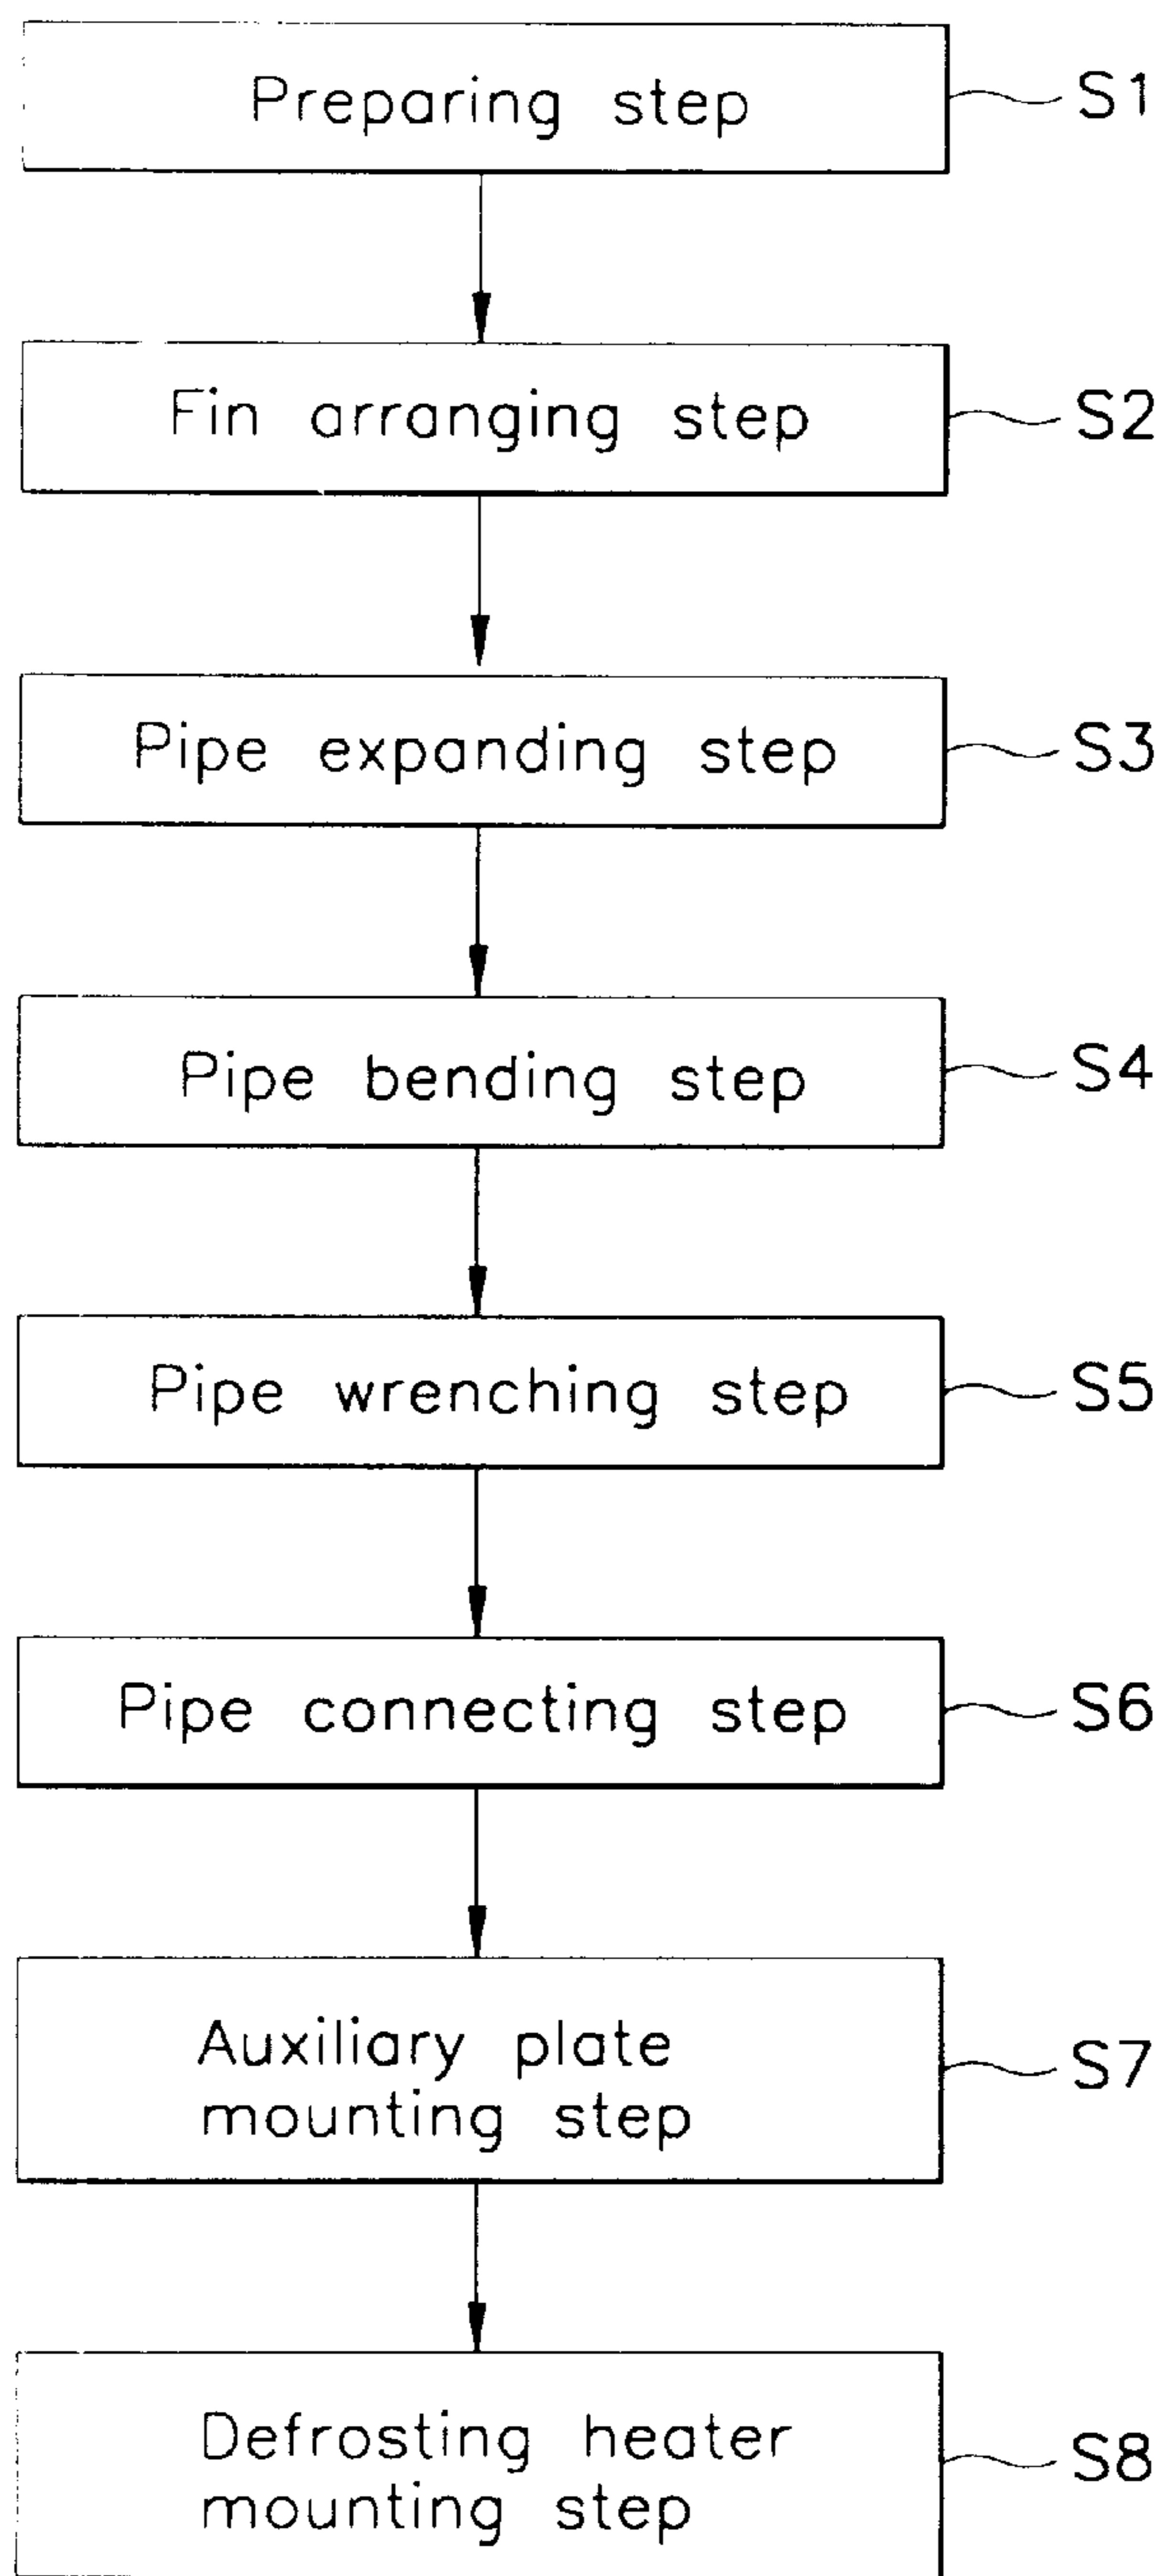 Preparing step S1
Fin arranging step S2
Pipe expanding step S3
Pipe bending step S4
Pipe wrenching step S5
Pipe connecting step S6
Auxiliary plate
mounting step
S7
Defrosting heater
mounting step
S8